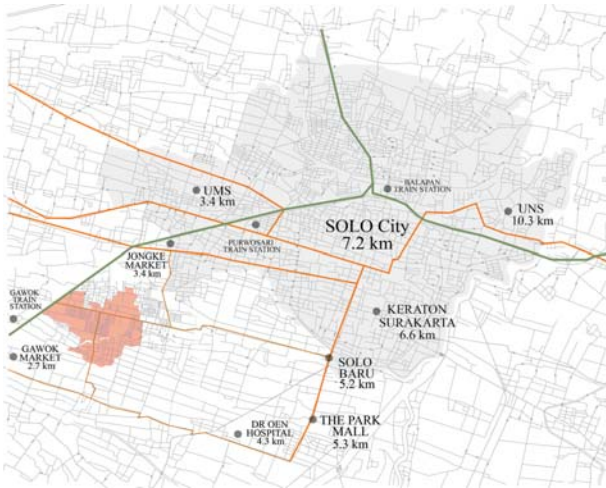 BALAPAN
TRAIN STATION
UMS
3.4 km
UNS
10.3 km
SOLO City
7.2 km
PURWOSARI
TRAIN STATION
JONGKE
MARKET
3.4 km
GAWOK
TRAIN
STATION
KERATON
SURAKARTA
6.6 km
GAWOK
MARKET
2.7 km
SOLO
BARU
5.2 km
THE PARK
MALL
5.3 km
DR OEN
HOSPITAL
4.3 km